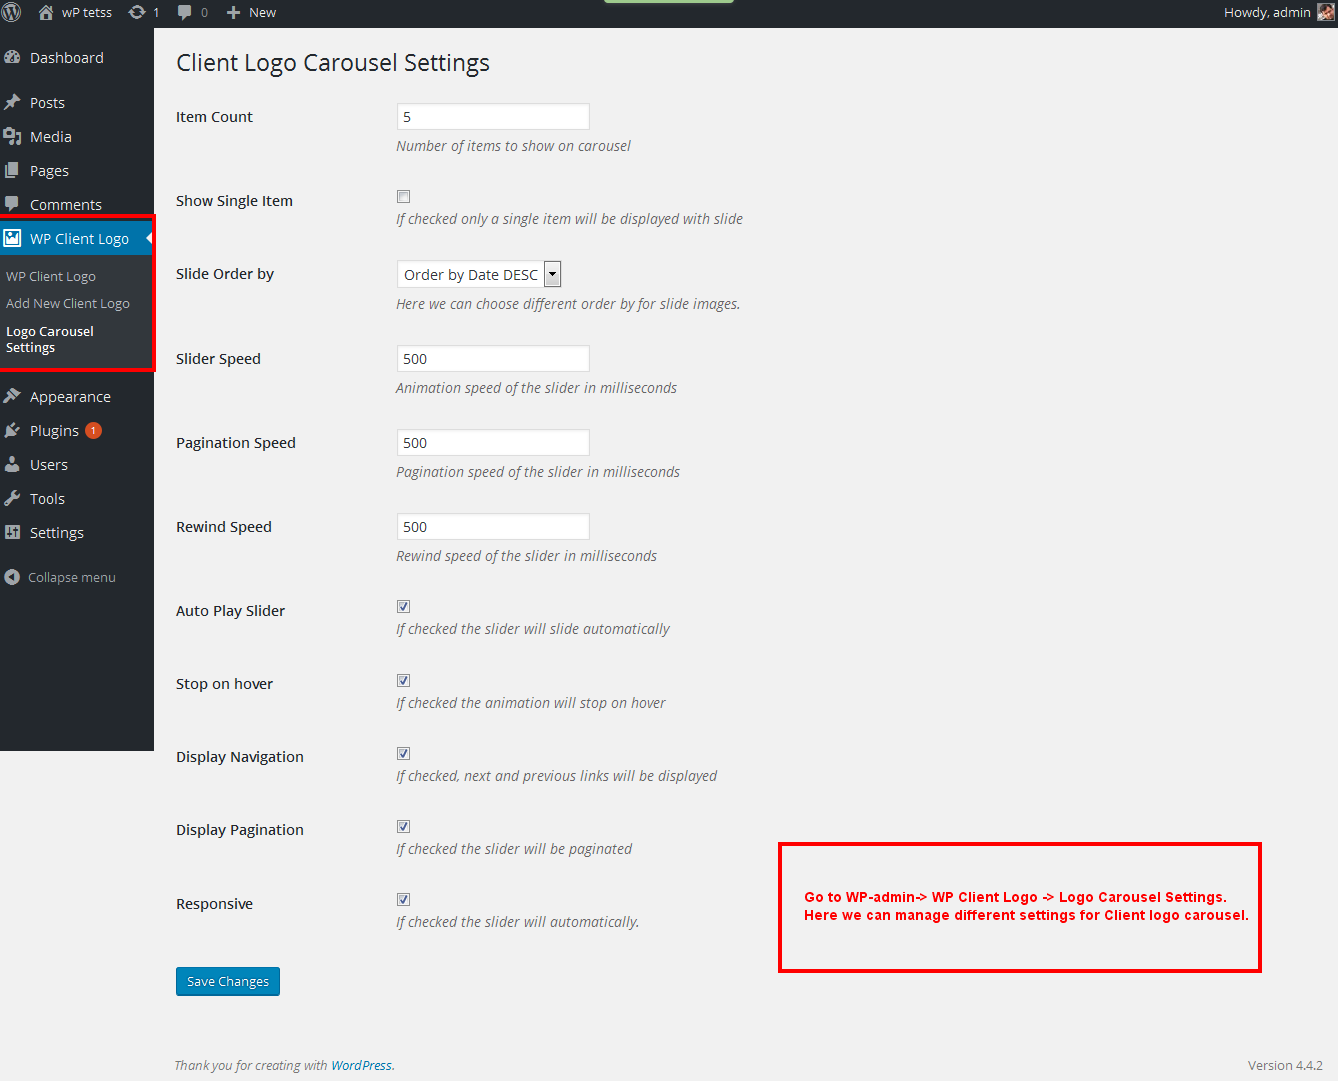 wP tetss 1 0 New Howdy, admin
Dashboard
Posts
Media
Pages
Comments
WP Client Logo
WP Client Logo
Add New Client Logo
Logo Carousel
Settings
Appearance
Plugins 1
Users
Tools
Settings
Collapse menu
Client Logo Carousel Settings
Item Count 5
Number of items to show on carousel
Show Single Item
If checked only a single item will be displayed with slide
Slide Order by Order by Date DESC
Here we can choose different order by for slide images.
Slider Speed 500
Animation speed of the slider in milliseconds
Pagination Speed 500
Pagination speed of the slider in milliseconds
Rewind Speed 500
Rewind speed of the slider in milliseconds
Auto Play Slider
If checked the slider will slide automatically
Stop on hover
If checked the animation will stop on hover
Display Navigation
If checked, next and previous links will be displayed
Display Pagination
If checked the slider will be paginated
Responsive
If checked the slider will automatically.
Go to WP-admin-> WP Client Logo -> Logo Carousel Settings.
Here we can manage different settings for Client logo carousel.
Save Changes
Thank you for creating with WordPress. Version 4.4.2